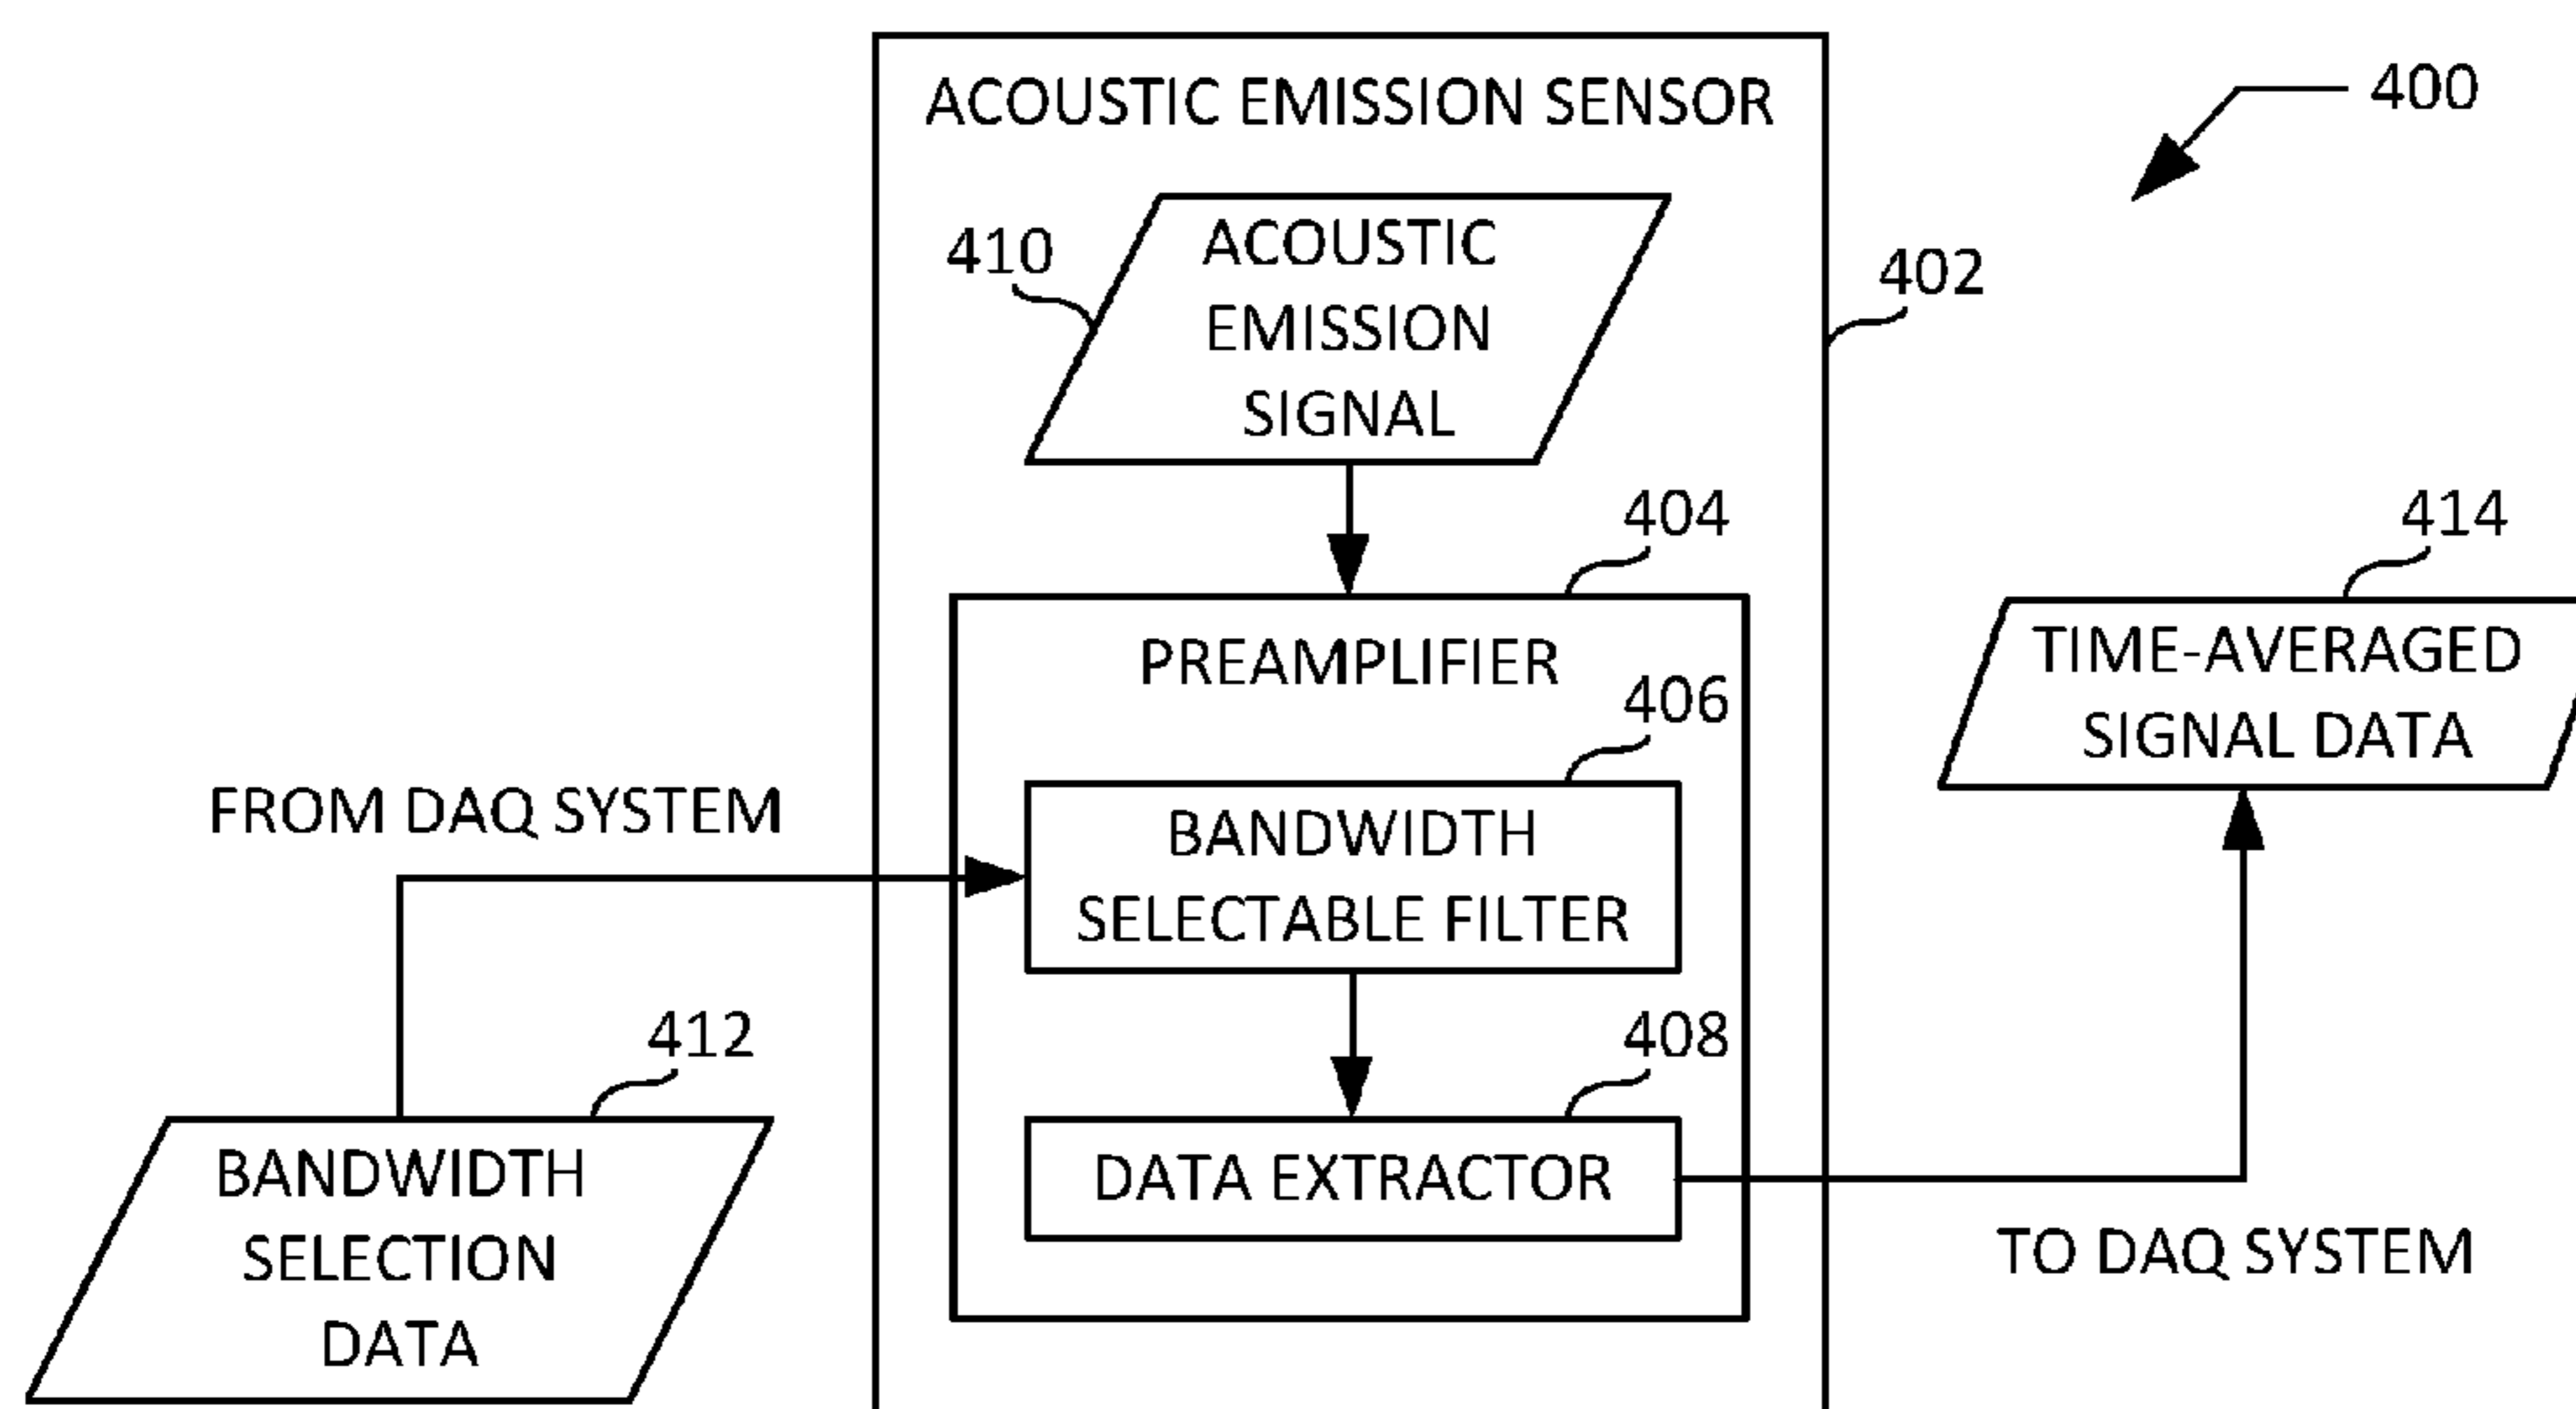 ACOUSTIC EMISSION SENSOR
400
410
ACOUSTIC
EMISSION
SIGNAL
402
404
414
PREAMPLIFIER
TIME-AVERAGED
SIGNAL DATA
406
FROM DAQ SYSTEM
BANDWIDTH
SELECTABLE FILTER
412
408
BANDWIDTH
SELECTION
DATA
DATA EXTRACTOR
TO DAQ SYSTEM